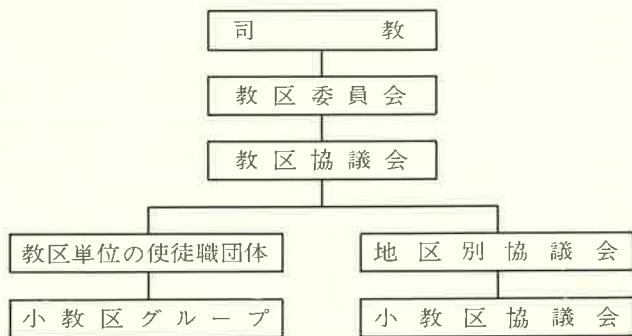 司教
教区委員会
教区協議会
教区単位の使徒職団体
地区別協議会
小教区グループ
小教区協議会